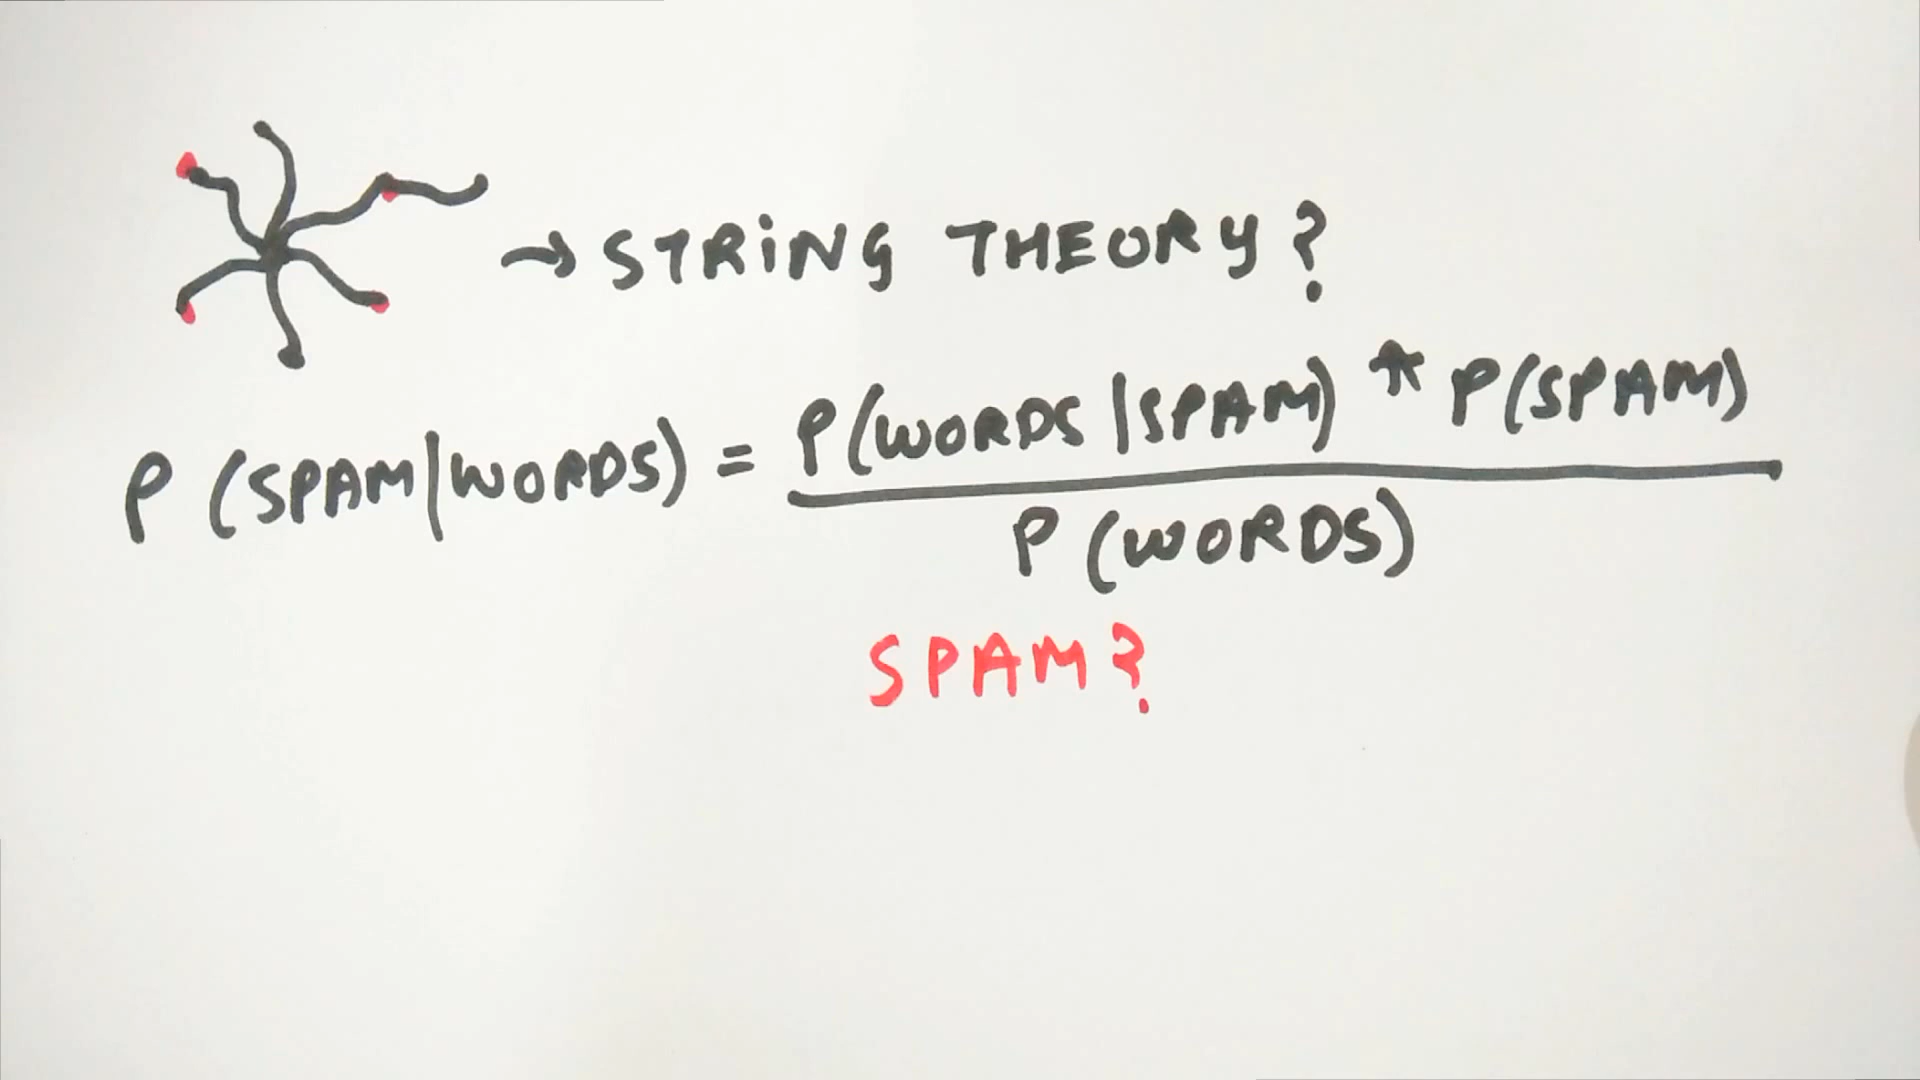 → STRiNG THEORY?
P (SPAM|WORDS) = P(WORDS|SPAM) * P(SPAM)
P (WORDS)
SPAM?